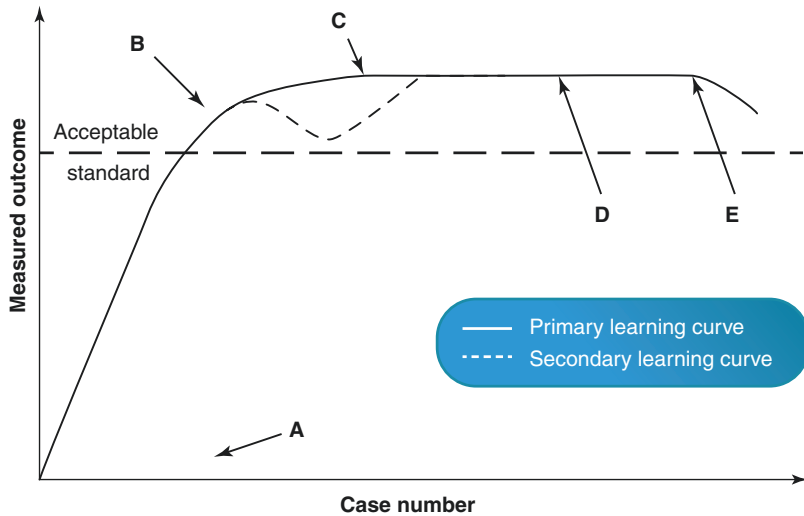 B
C
Acceptable
standard
Measured outcome
D
E
Primary learning curve
Secondary learning curve
A
Case number